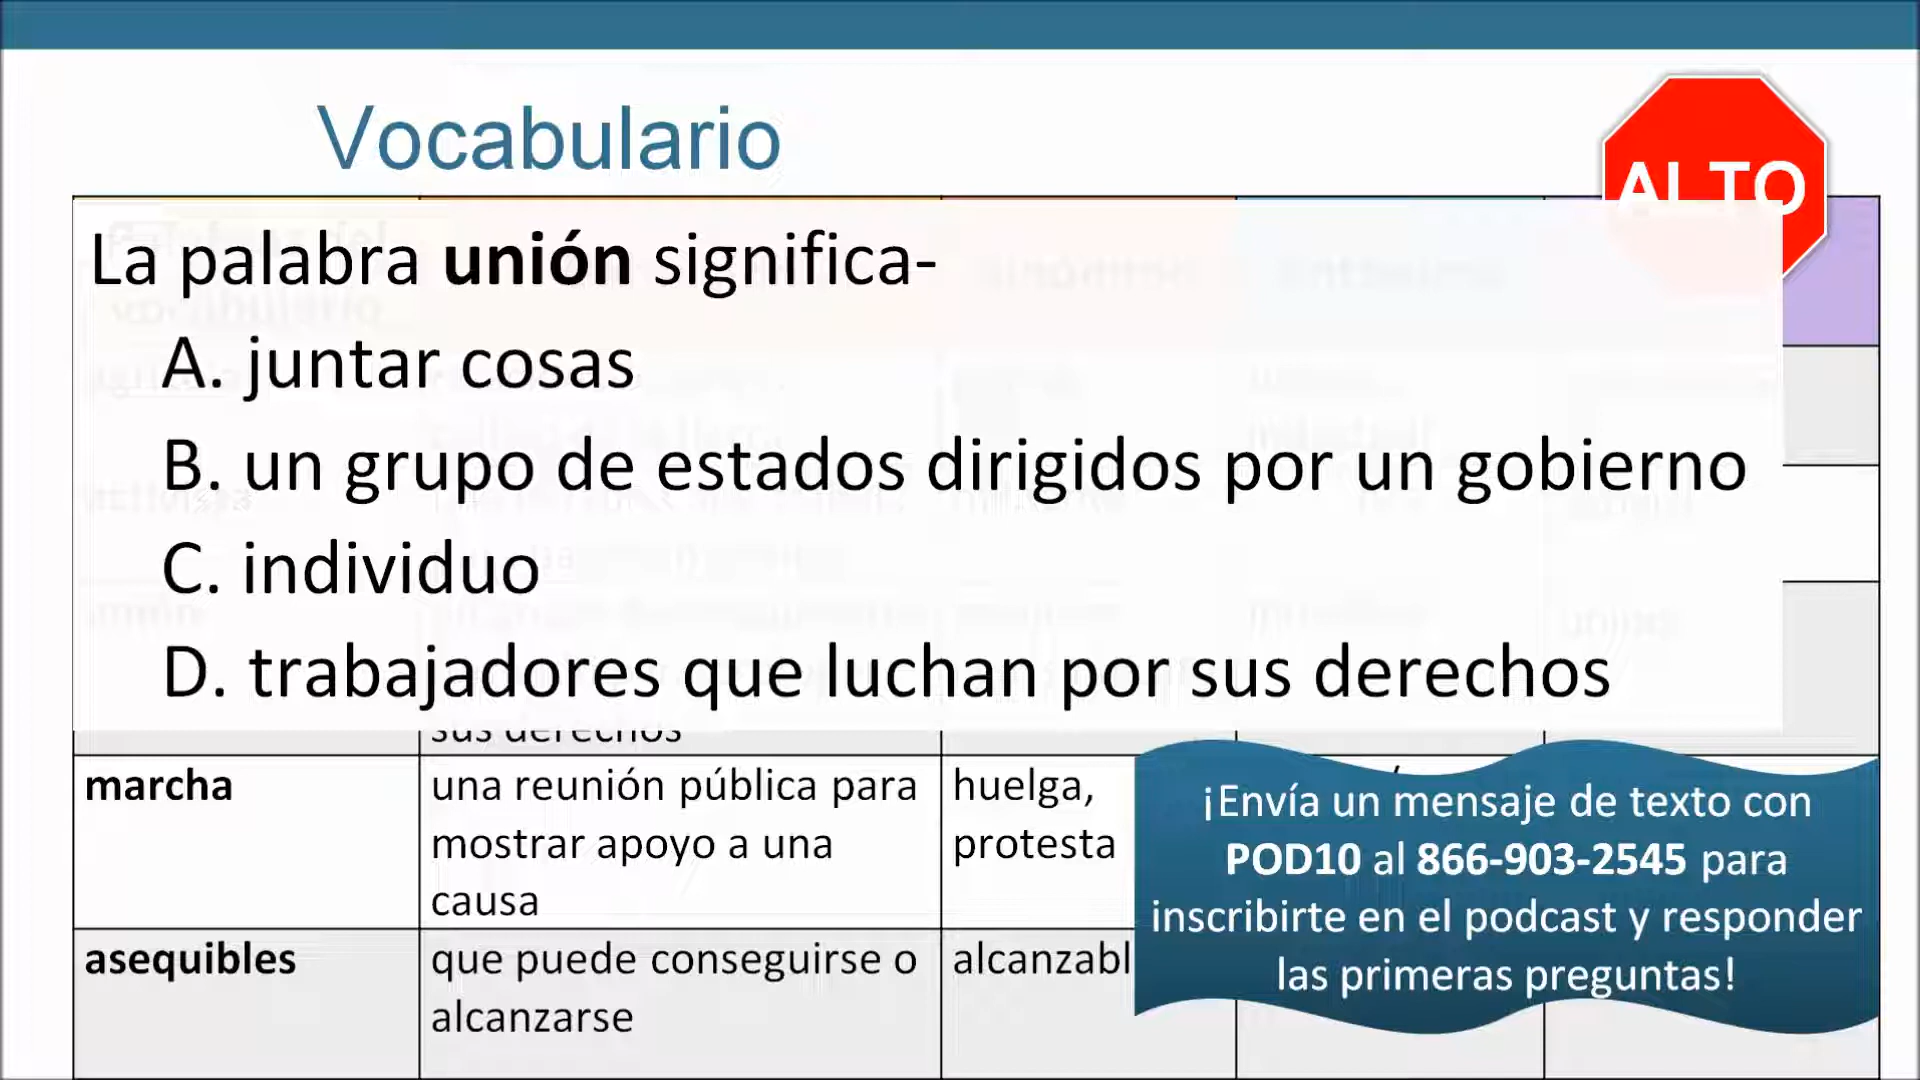 Vocabulario
ALTO
La palabra unión significa-
A. juntar cosas
B. un grupo de estados dirigidos por un gobierno
C. individuo
D. trabajadores que luchan por sus derechos
sus derechos
marcha
una reunión pública para
mostrar apoyo a una
causa
huelga,
protesta
asequibles
que puede conseguirse o
alcanzarse
alcanzabl
¡Envía un mensaje de texto con
POD10 al 866-903-2545 para
inscribirte en el podcast y responder
las primeras preguntas!